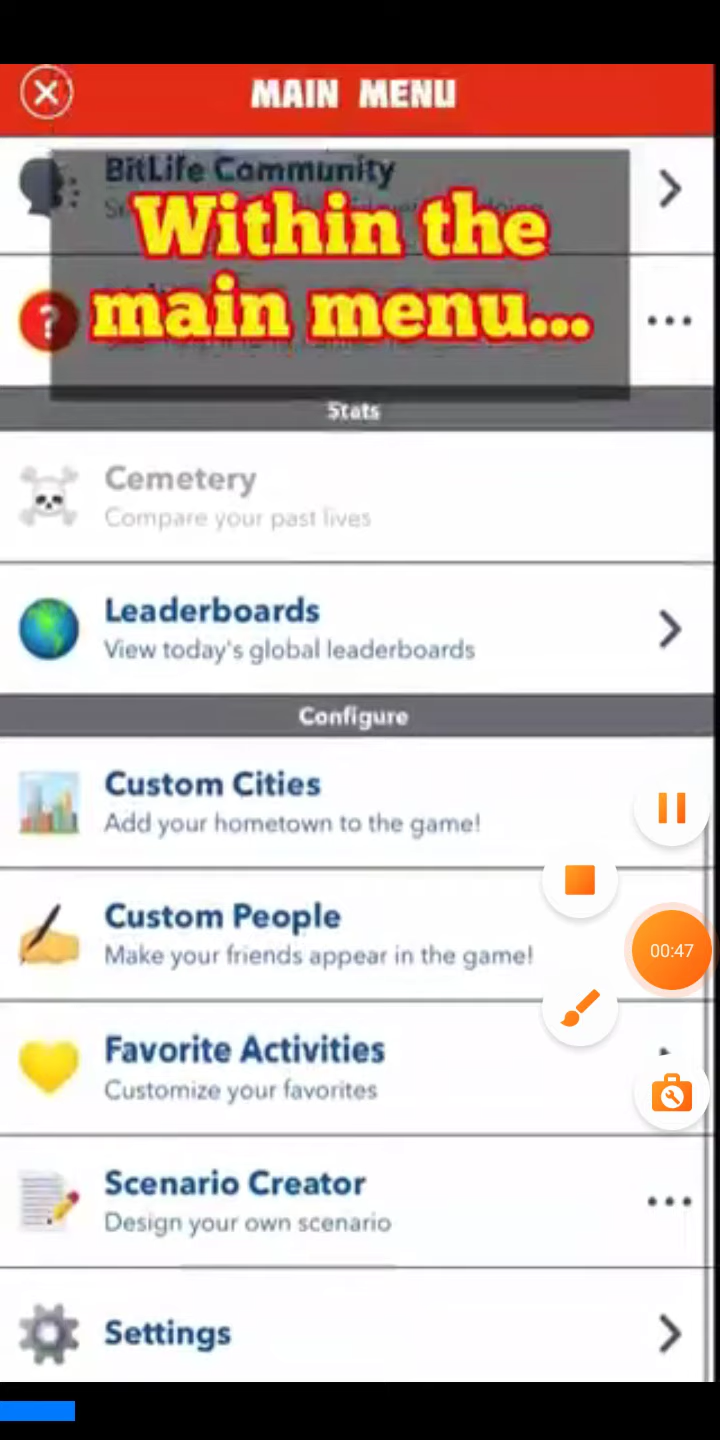 MAIN MENU
BitLife Community
Within the
main menu...
?
Stats
Cemetery
Compare your past lives
Leaderboards
View today's global leaderboards
Configure
Custom Cities
Add your hometown to the game!
Custom People
Make your friends appear in the game!
00:47
Favorite Activities
Customize your favorites
Scenario Creator
Design your own scenario
Settings